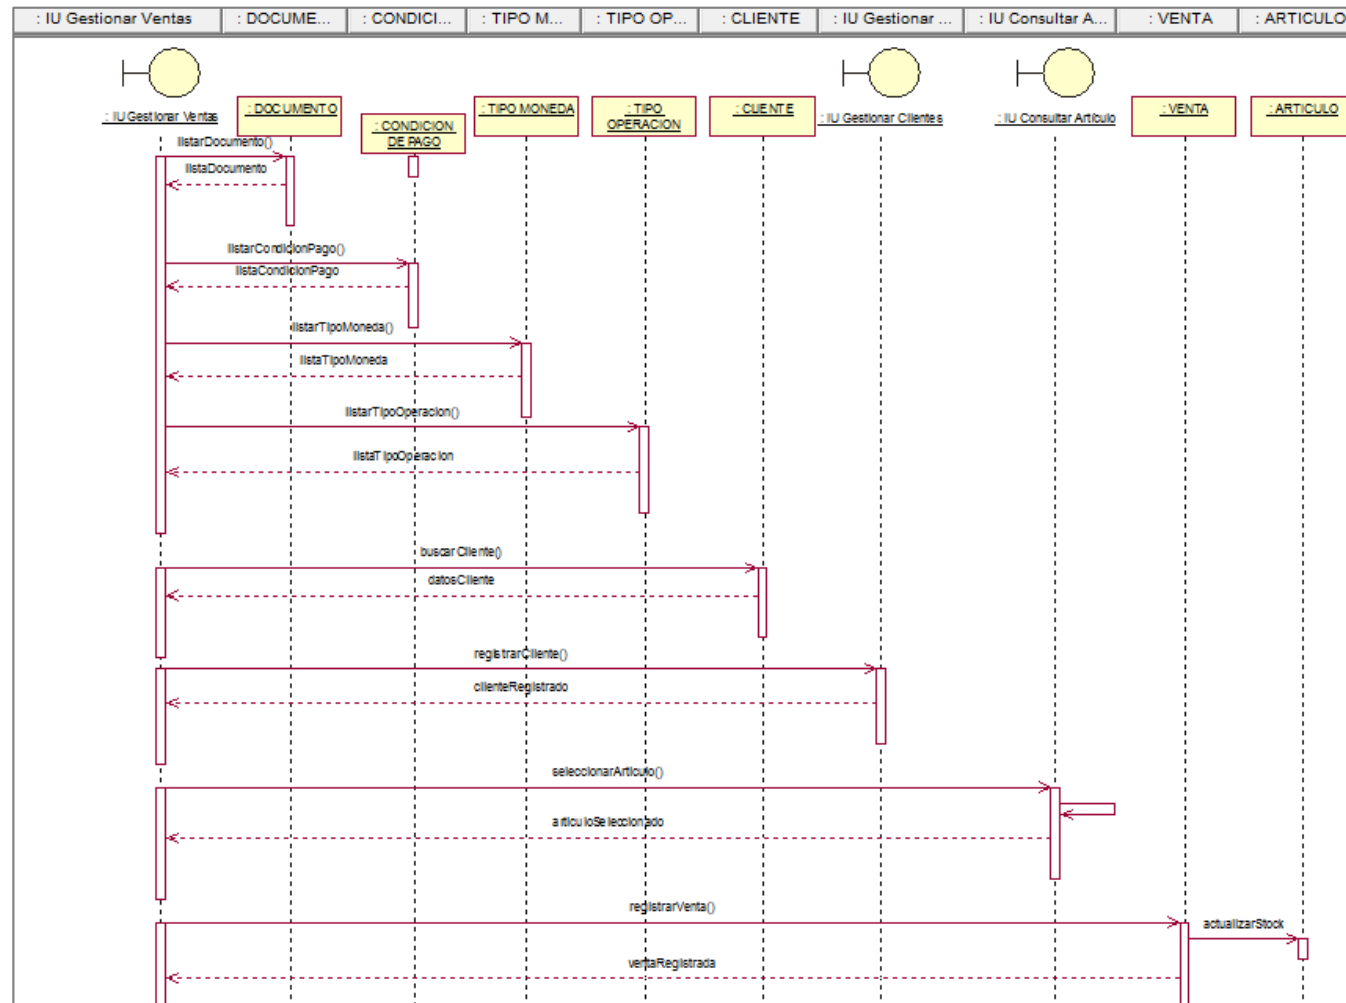 : IU Gestionar Ventas
: DOCUME...
: CONDICI...
: TIPO M...
: TIPO OP...
: CLIENTE
: IU Gestionar ...
: IU Consultar A...
: VENTA
: ARTICULO
: IU Gestionar Ventas
: DOCUMENTO
: CONDICION
DE PAGO
: TIPO MONEDA
: TIPO
OPERACION
: CLIENTE
: IU Gestionar Clientes
: IU Consultar Artículo
: VENTA
: ARTICULO
listarDocumento()
listaDocumento
listarCondicionPago()
listaCondicionPago
listarTipoMoneda()
listaTipoMoneda
listarTipoOperacion()
listaTipoOperacion
buscarCliente()
datosCliente
registrarCliente()
clienteRegistrado
seleccionarArticulo()
articuloSeleccionado
registrarVenta()
actualizarStock
ventaRegistrada